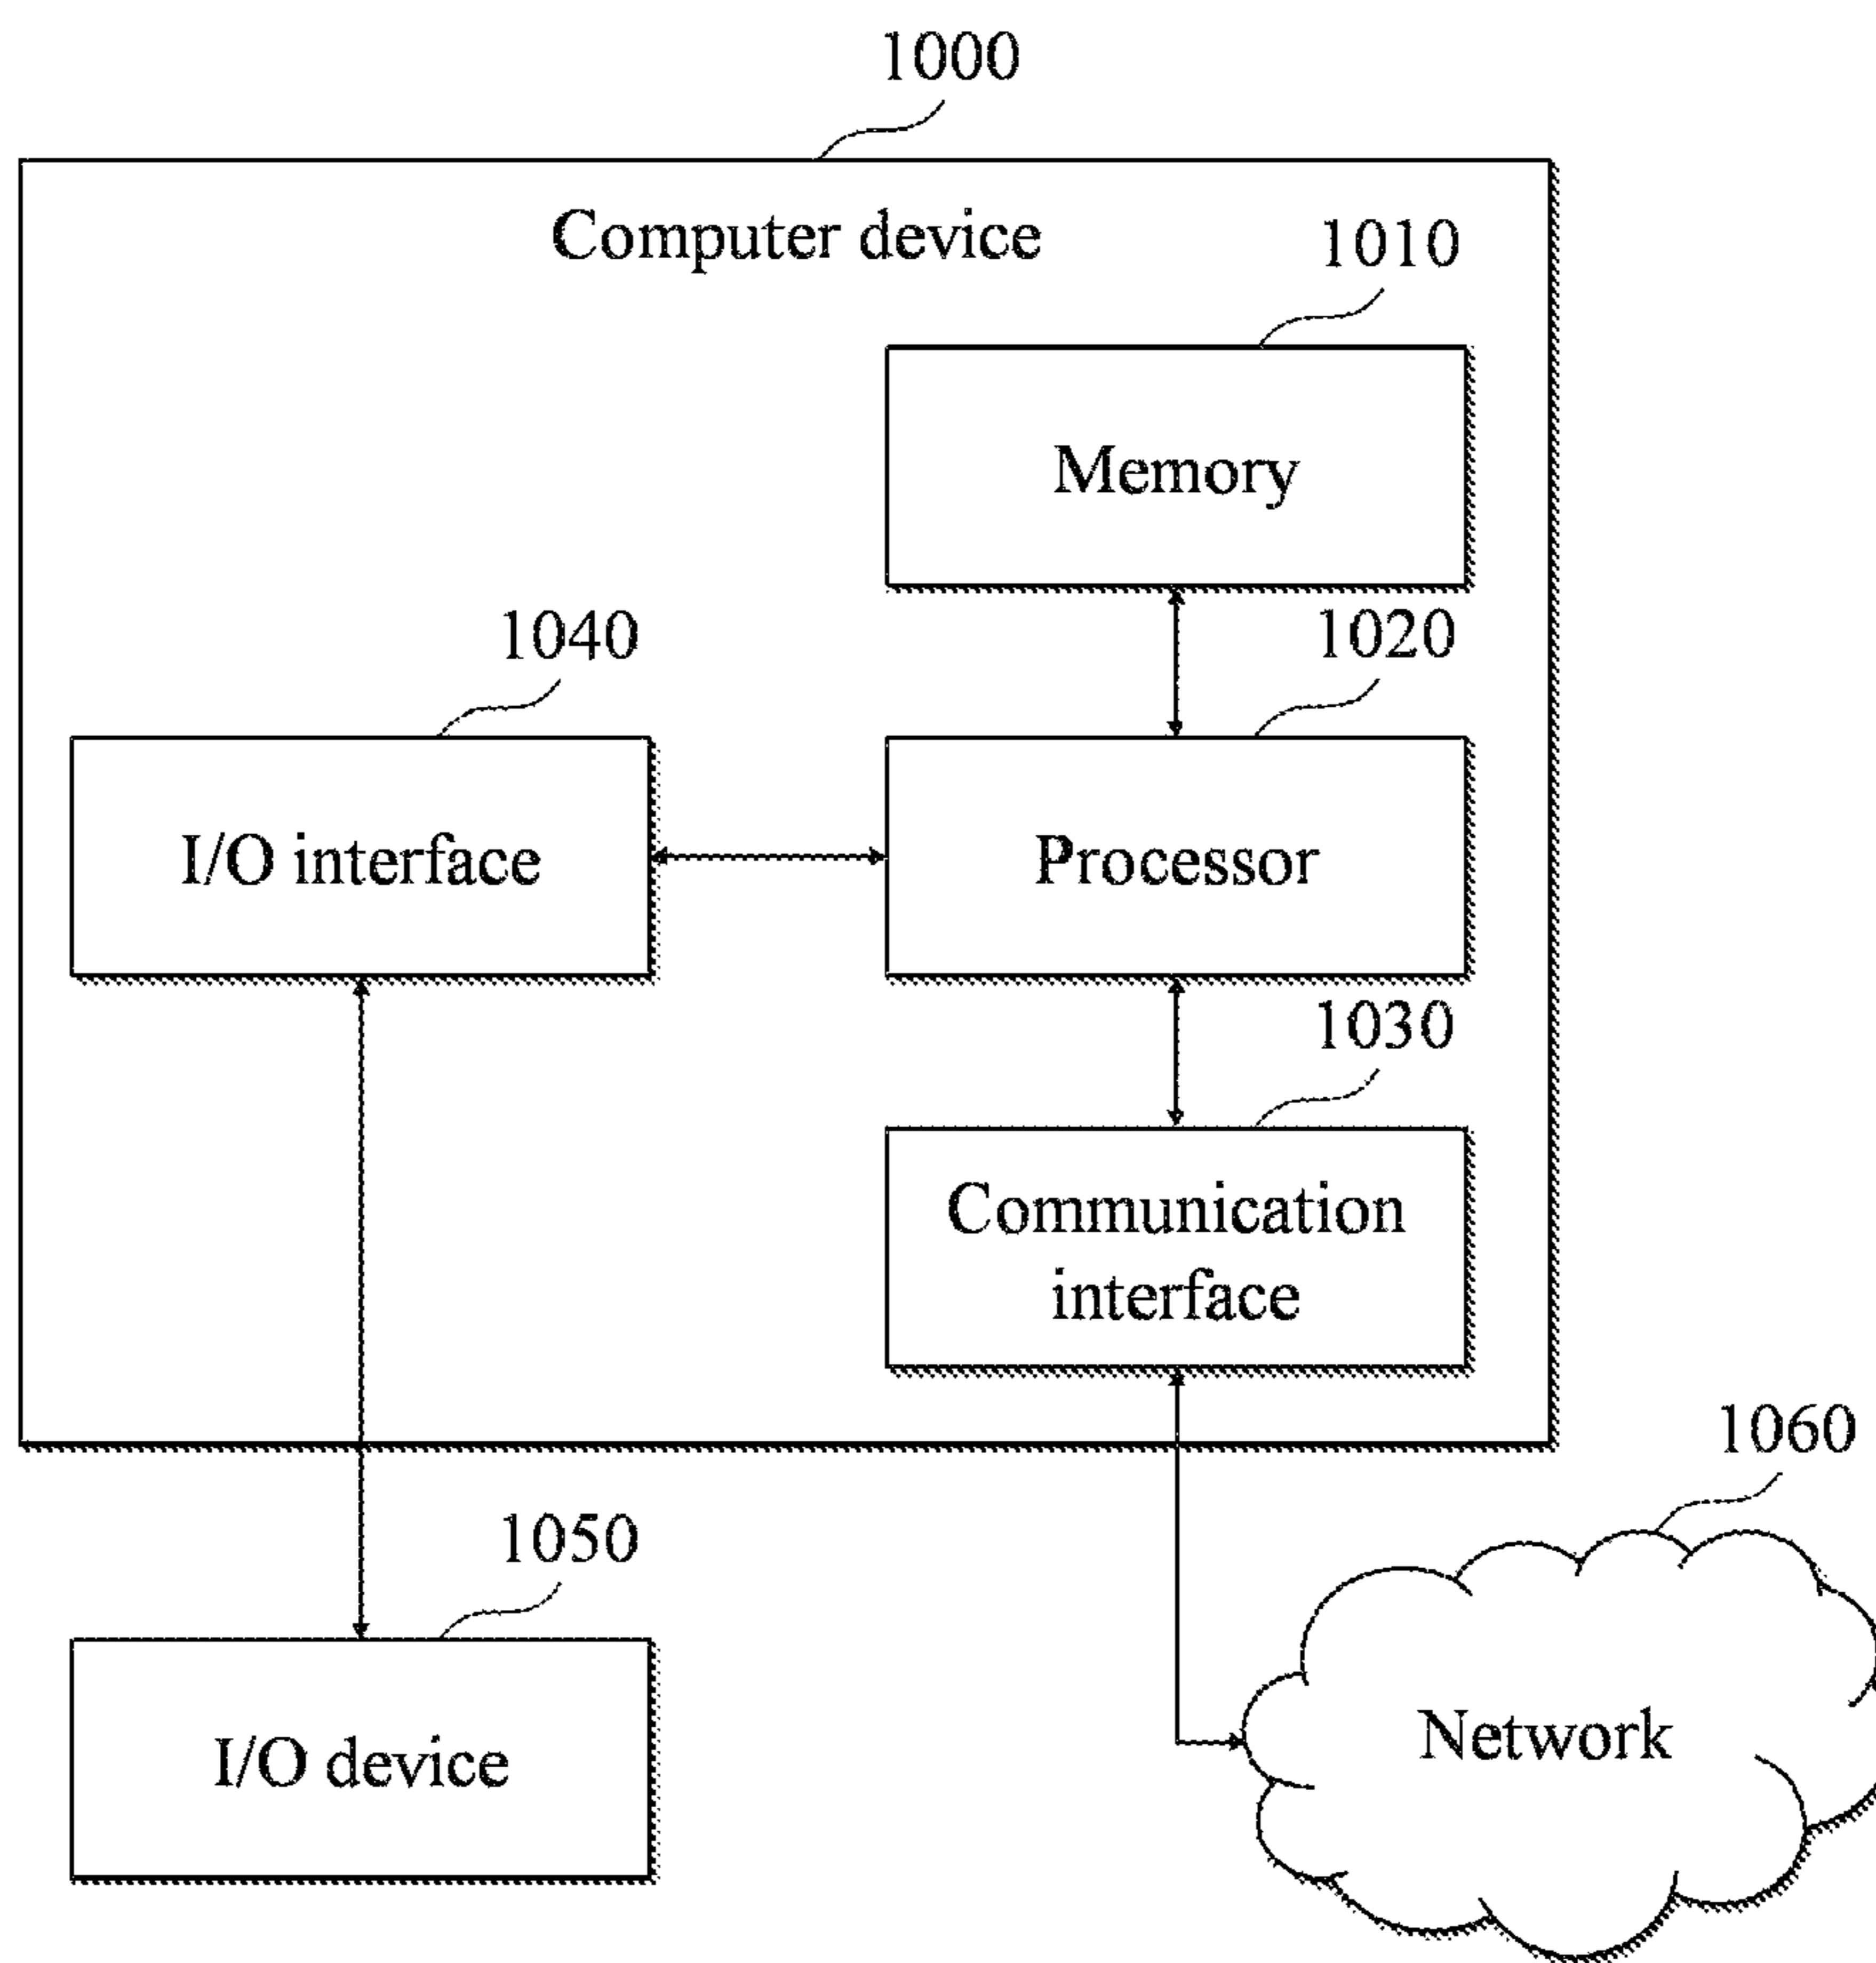 1000
Computer device
1010
Memory
1040
1020
I/O interface
Processor
1030
Communication
interface
1060
1050
I/O device
Network